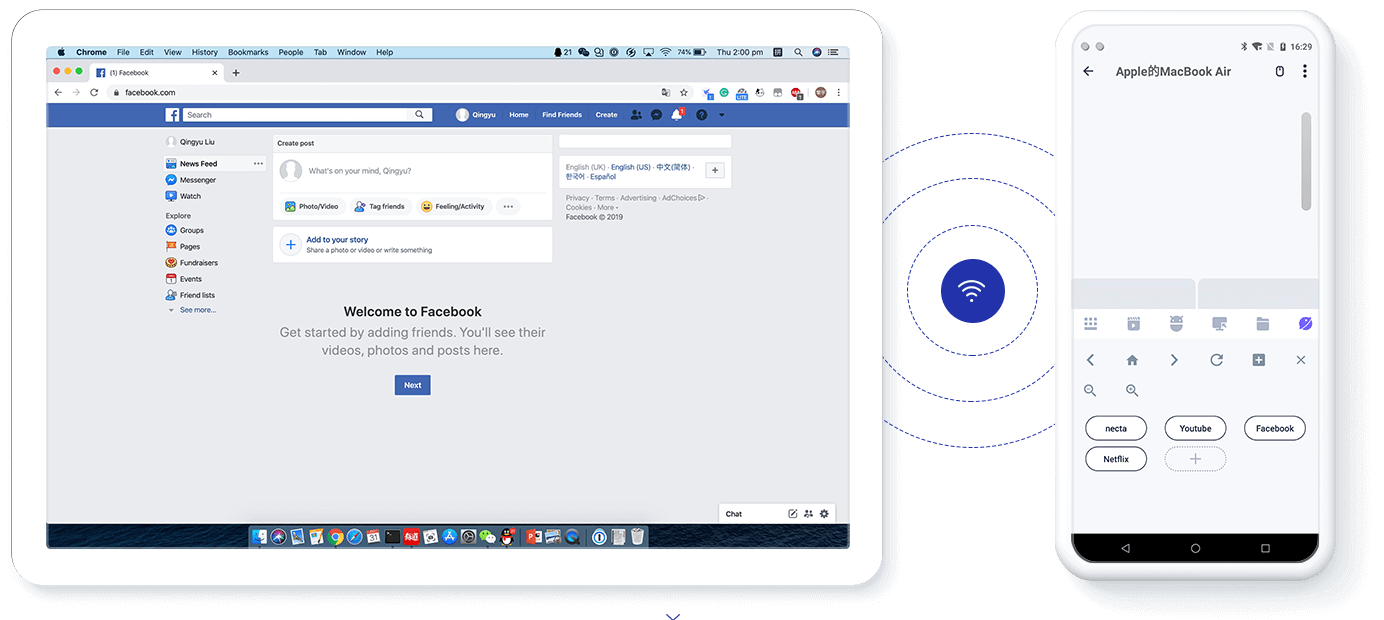 Chrome File Edit View History Bookmarks People Tab Window Help 21 74% Thu 2:00 pm
(1) Facebook
facebook.com
Search Qingyu Home Find Friends Create
Qingyu Liu
News Feed
Messenger
Watch
Explore
Groups
Pages
Fundraisers
Events
Friend lists
See more...
Create post
What's on your mind, Qingyu?
Photo/Video Tag friends Feeling/Activity
Add to your story
Share a photo or video or write something
Welcome to Facebook
Get started by adding friends. You'll see their
videos, photos and posts here.
Next
English (UK) · English (US) · 中文(简体) ·
한국어 · Español
Privacy · Terms · Advertising · AdChoices ·
Cookies · More
Facebook © 2019
Chat
16:29
Apple的MacBook Air
necta Youtube Facebook
Netflix